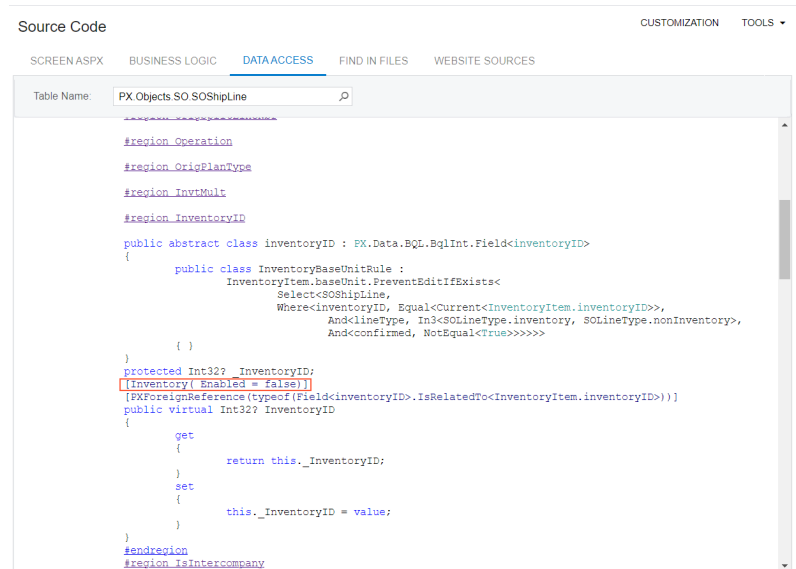 Source Code
CUSTOMIZATION TOOLS
SCREEN ASPX BUSINESS LOGIC DATA ACCESS FIND IN FILES WEBSITE SOURCES
Table Name: PX.Objects.SO.SOShipLine
#region Operation
#region OrigPlanType
#region InvtMult
#region InventoryID
public abstract class inventoryID : PX.Data.BQL.BqlInt.Field<inventoryID>
{
public class InventoryBaseUnitRule :
InventoryItem.baseUnit.PreventEditIfExists<
Select<SOShipLine,
Where<inventoryID, Equal<Current<InventoryItem.inventoryID>>,
And<lineType, In3<SOLineType.inventory, SOLineType.nonInventory>,
And<confirmed, NotEqual<True>>>>>>
{ }
}
protected Int32? _InventoryID;
[Inventory( Enabled = false)]
[PXForeignReference(typeof(Field<inventoryID>.IsRelatedTo<InventoryItem.inventoryID>))]
public virtual Int32? InventoryID
{
get
{
return this._InventoryID;
}
set
{
this._InventoryID = value;
}
}
#endregion
#region IsIntercompany